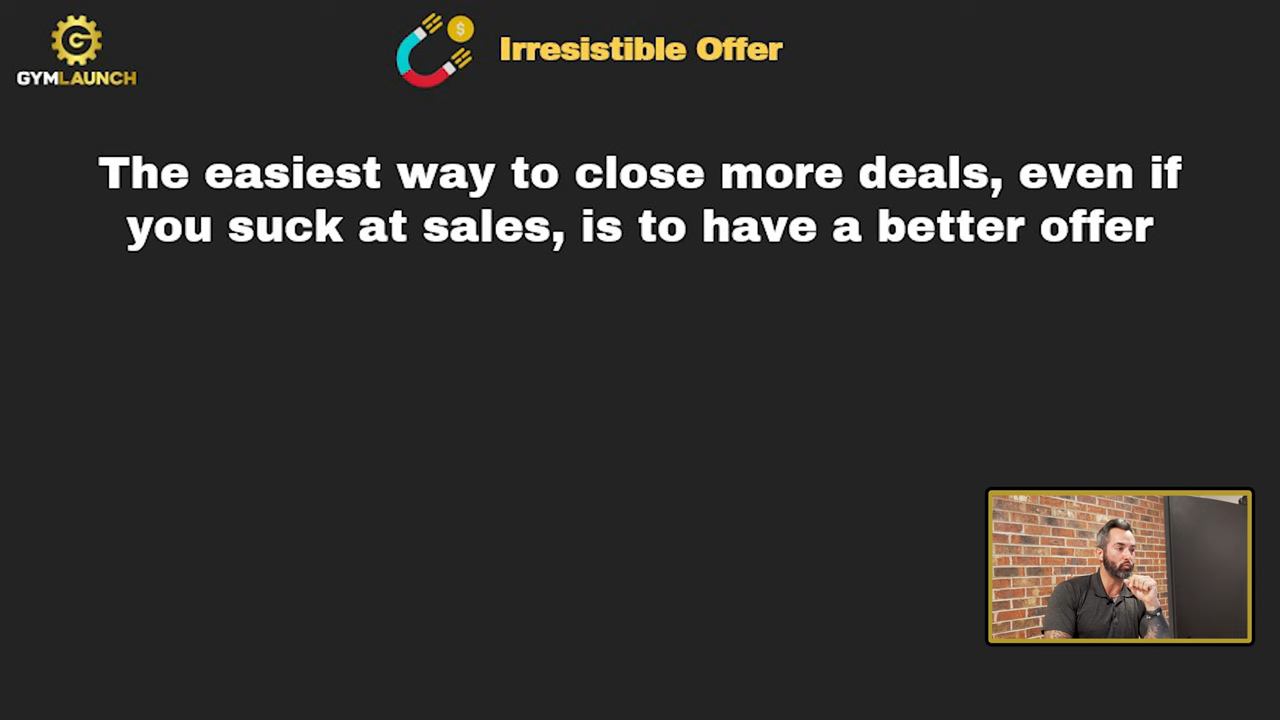 GYMLAUNCH
$
Irresistible Offer
The easiest way to close more deals, even if
you suck at sales, is to have a better offer